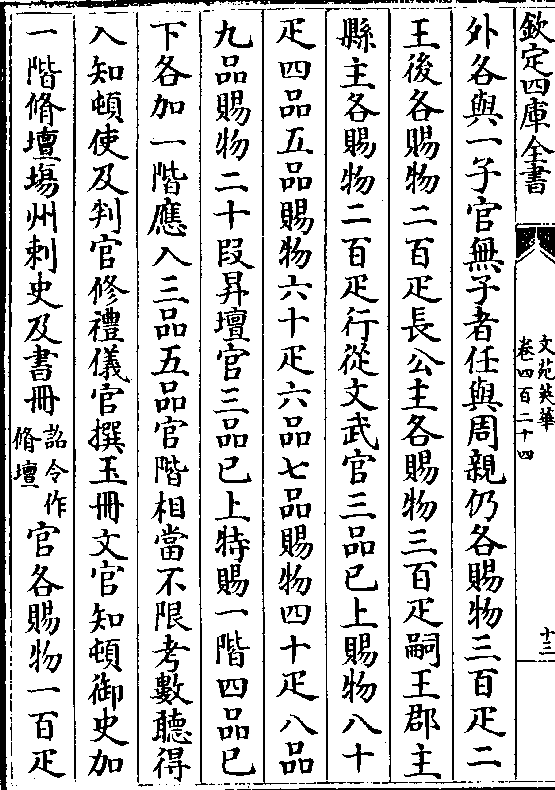 欽定四庫全書
文苑英華
卷四百二十四
十三
外各與一子官無子者任與周親仍各賜物三百疋二
王後各賜物二百疋長公主各賜物三百疋嗣王郡主
縣主各賜物二百疋行從文武官三品已上賜物八十
疋四品五品賜物六十疋六品七品賜物四十疋八品
九品賜物二十段昇壇官三品已上特賜一階四品已
下各加一階應入三品五品官階相當不限考數聽得
入知頓使及判官修禮儀官撰玉冊文官知頓御史加
一階脩壇塲州刺史及書冊詔令作脩壇官各賜物一百疋